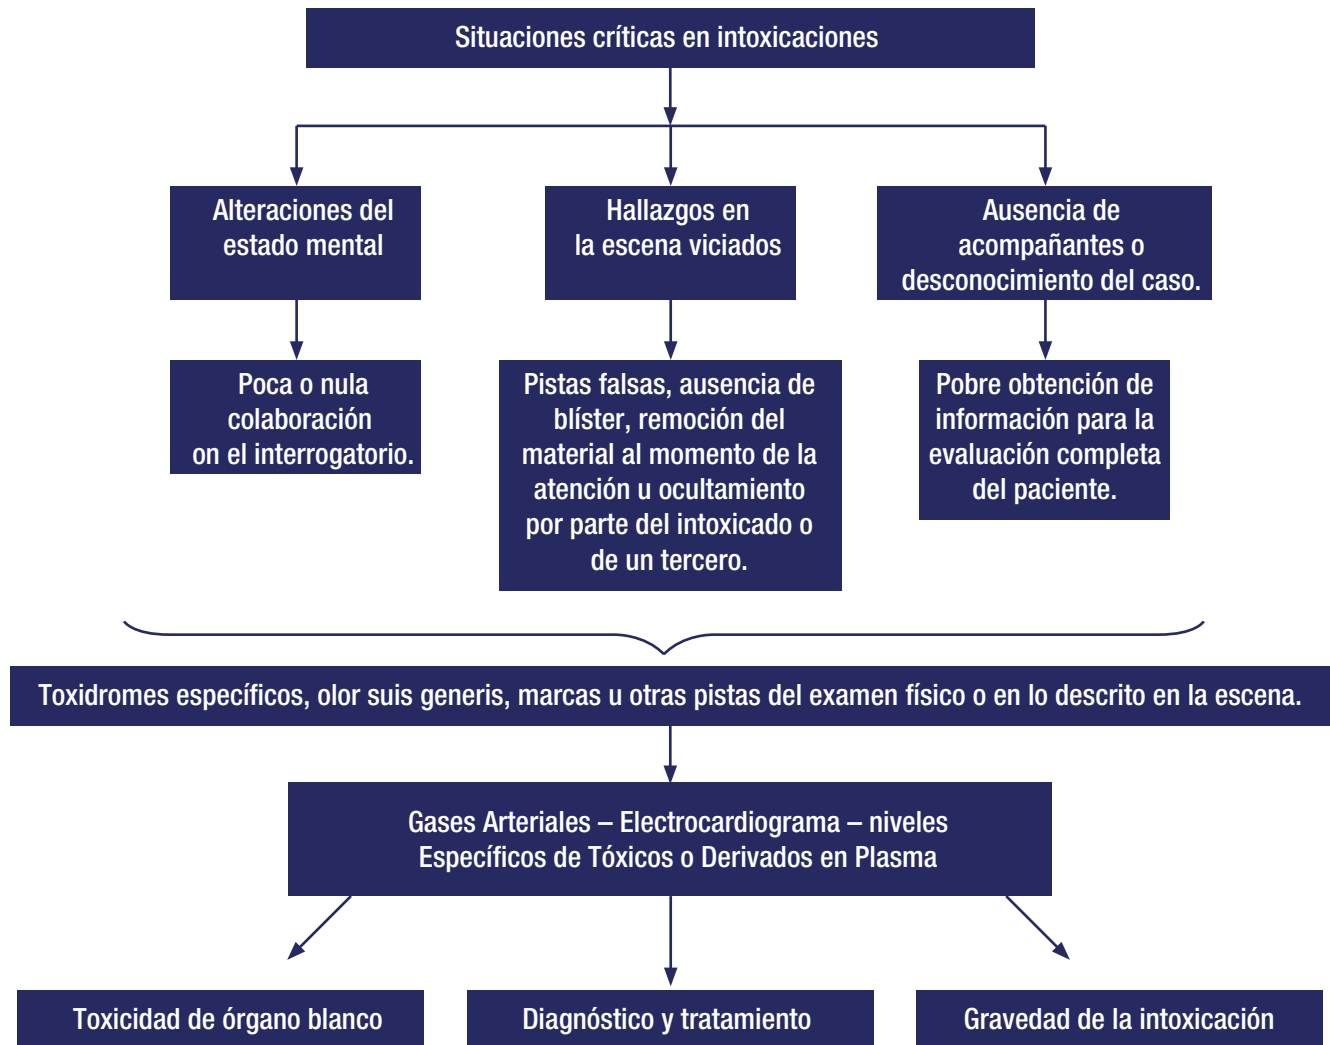 Situaciones críticas en intoxicaciones
Alteraciones del
estado mental
Hallazgos en
la escena viciados
Ausencia de
acompañantes o
desconocimiento del caso.
Poca o nula
colaboración
on el interrogatorio.
Pistas falsas, ausencia de
blíster, remoción del
material al momento de la
atención u ocultamiento
por parte del intoxicado o
de un tercero.
Pobre obtención de
información para la
evaluación completa
del paciente.
Toxidromes específicos, olor suis generis, marcas u otras pistas del examen físico o en lo descrito en la escena.
Gases Arteriales – Electrocardiograma – niveles
Específicos de Tóxicos o Derivados en Plasma
Toxicidad de órgano blanco
Diagnóstico y tratamiento
Gravedad de la intoxicación